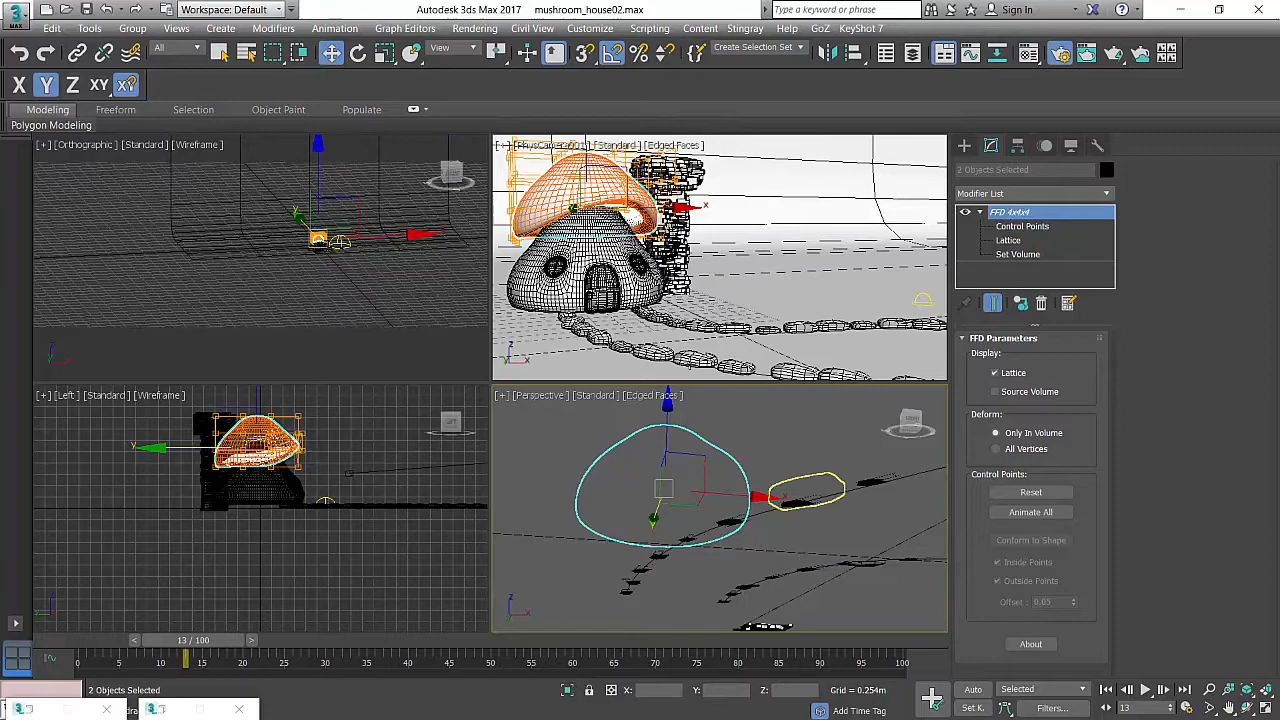 Workspace: Default
Autodesk 3ds Max 2017 mushroom_house02.max
Type a keyword or phrase
Sign In
3
MAX
Edit Tools Group Views Create Modifiers Animation Graph Editors Rendering Civil View Customize Scripting Content Stingray Help GoZ KeyShot 7
All
View
Create Selection Set
X Y Z XY
Modeling Freeform Selection Object Paint Populate
Polygon Modeling
[+] [Orthographic ] [Standard ] [Wireframe ]
[Standard ] [Edged Faces ]
[+] [Left ] [Standard ] [Wireframe ]
[+] [Perspective ] [Standard ] [Edged Faces ]
2 Objects Selected
Modifier List
FFD 4x4x4
Control Points
Lattice
Set Volume
FFD Parameters
Display:
Lattice
Source Volume
Deform:
Only In Volume
All Vertices
Control Points:
Reset
Animate All
Conform to Shape
Inside Points
Outside Points
Offset : 0.05
About
LEFT
x
y
z
13 / 100
0 5 10 15 20 25 30 35 40 45 50 55 60 65 70 75 80 85 90 95 100
2 Objects Selected
X: Y: Z: Grid = 0.254m
Add Time Tag
Auto Selected
Set K. Filters...
13